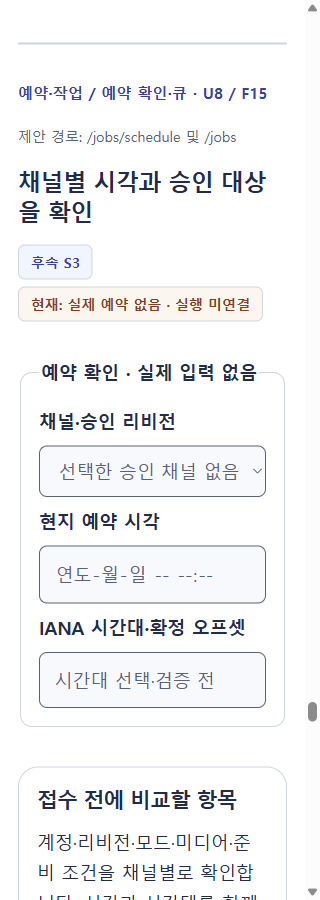 예약·작업 / 예약 확인·큐 · U8 / F15
제안 경로: /jobs/schedule 및 /jobs
채널별 시각과 승인 대상
을 확인
후속 S3
현재: 실제 예약 없음 · 실행 미연결
예약 확인 · 실제 입력 없음
채널·승인 리비전
선택한 승인 채널 없음
현지 예약 시각
연도-월-일 -- --:--
IANA 시간대·확정 오프셋
시간대 선택·검증 전
접수 전에 비교할 항목
계정·리비전·모드·미디어·준
비 조건을 채널별로 확인합